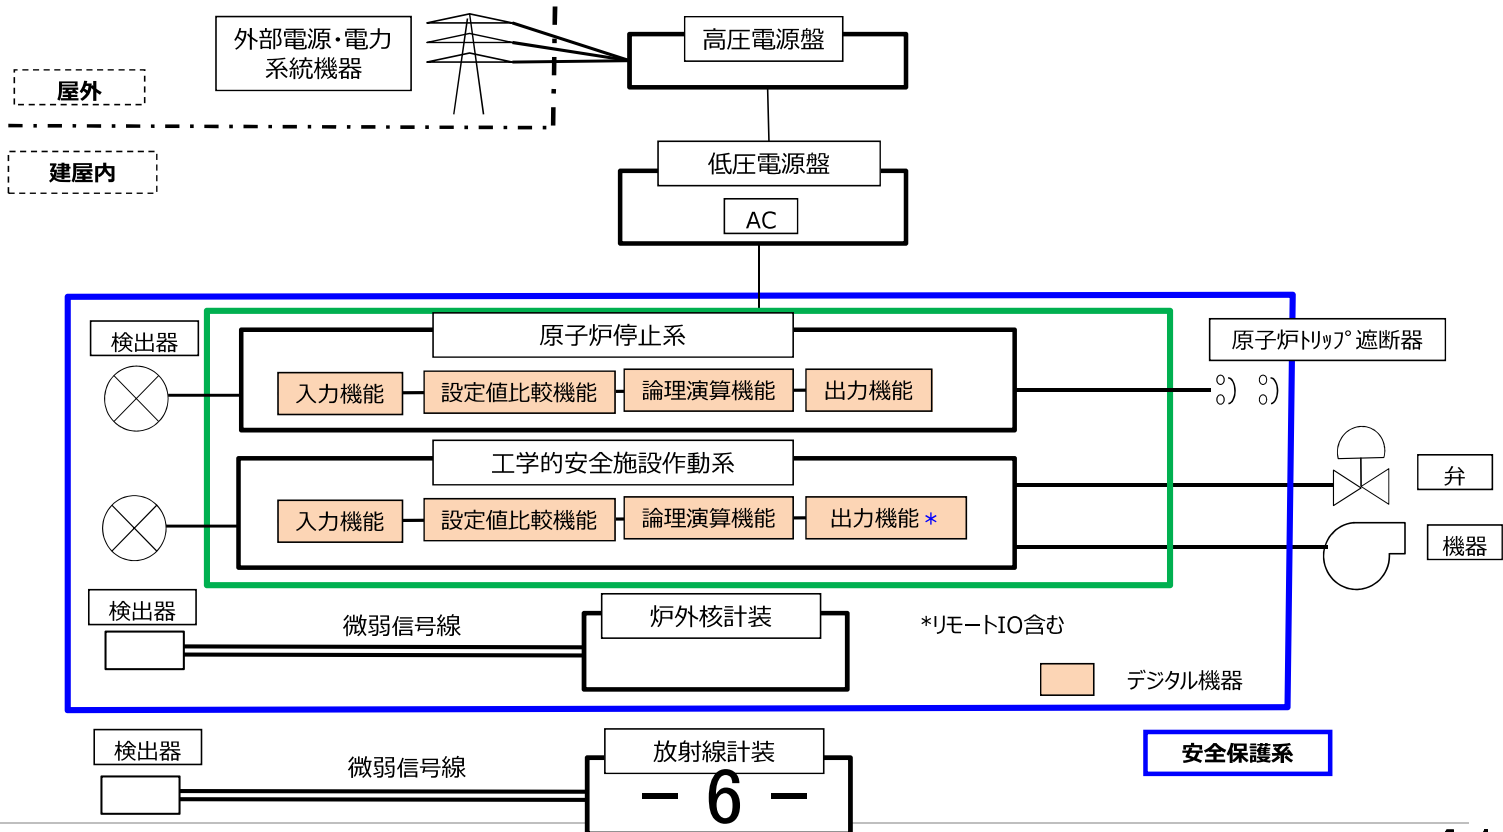 外部電源・電力
系統機器
高圧電源盤
屋外
建屋内
低圧電源盤
AC
検出器
原子炉停止系
原子炉トリップ遮断器
入力機能
設定値比較機能
論理演算機能
出力機能
工学的安全施設作動系
弁
入力機能
設定値比較機能
論理演算機能
出力機能*
機器
検出器
微弱信号線
炉外核計装
*リモートIO含む
デジタル機器
検出器
微弱信号線
放射線計装
安全保護系
- 6 -